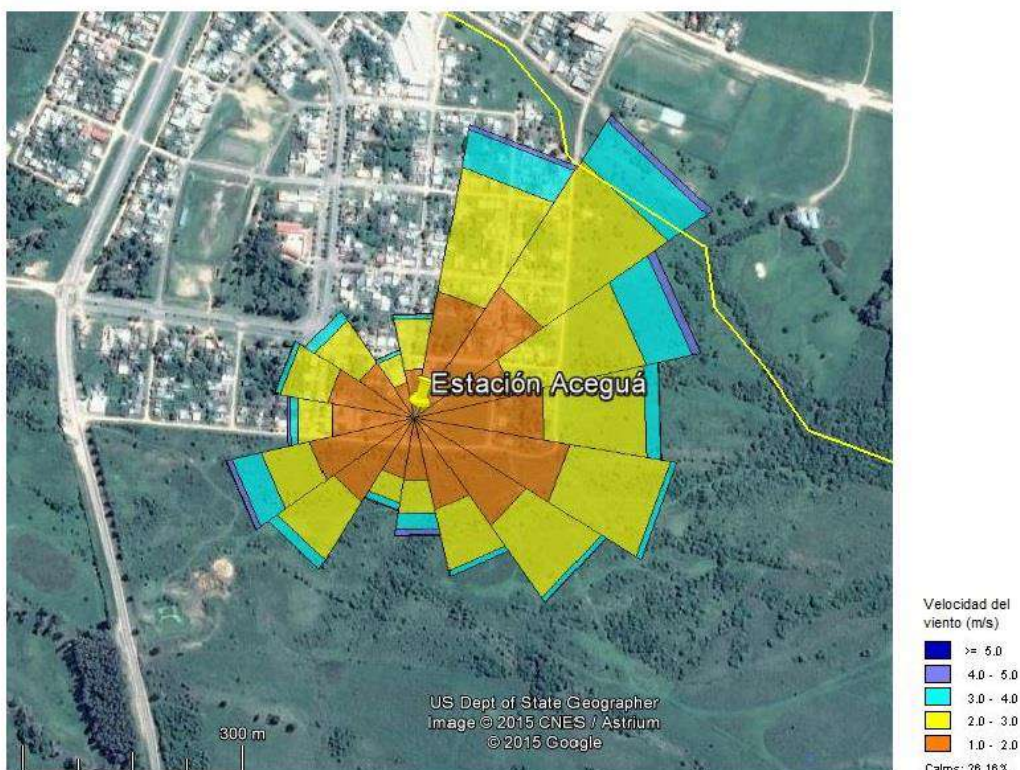 Estación Aceguá
300 m
US Dept of State Geographer
Image © 2015 CNES / Astrium
© 2015 Google
Velocidad del
viento (m/s)
>= 5.0
4.0 - 5.0
3.0 - 4.0
2.0 - 3.0
1.0 - 2.0
Calms: 26.16%